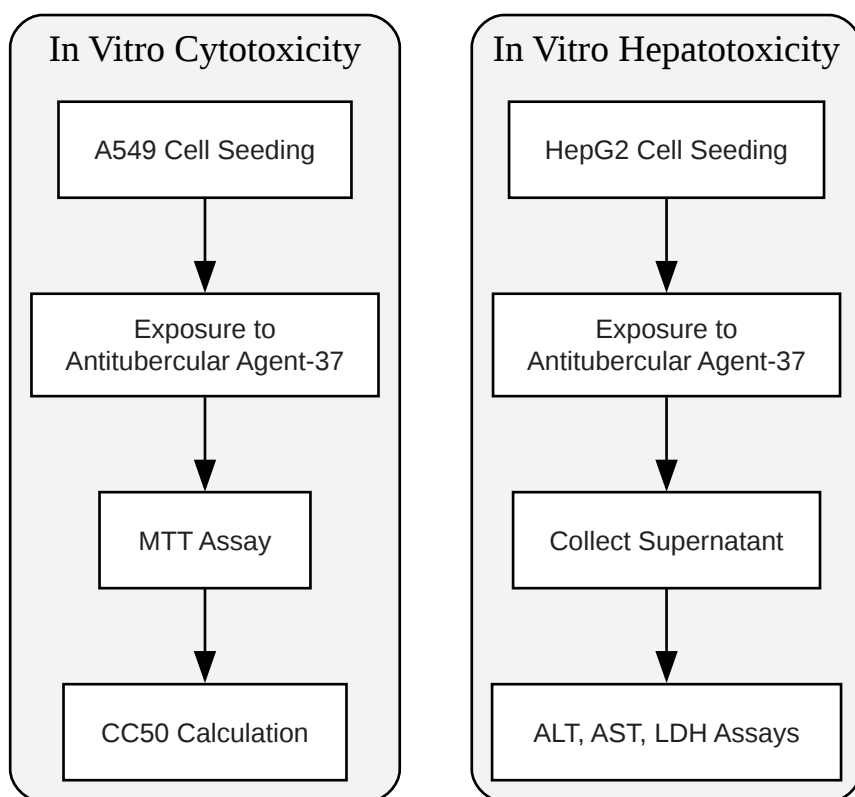 In Vitro Cytotoxicity
A549 Cell Seeding
Exposure to
Antitubercular Agent-37
MTT Assay
CC50 Calculation
In Vitro Hepatotoxicity
HepG2 Cell Seeding
Exposure to
Antitubercular Agent-37
Collect Supernatant
ALT, AST, LDH Assays